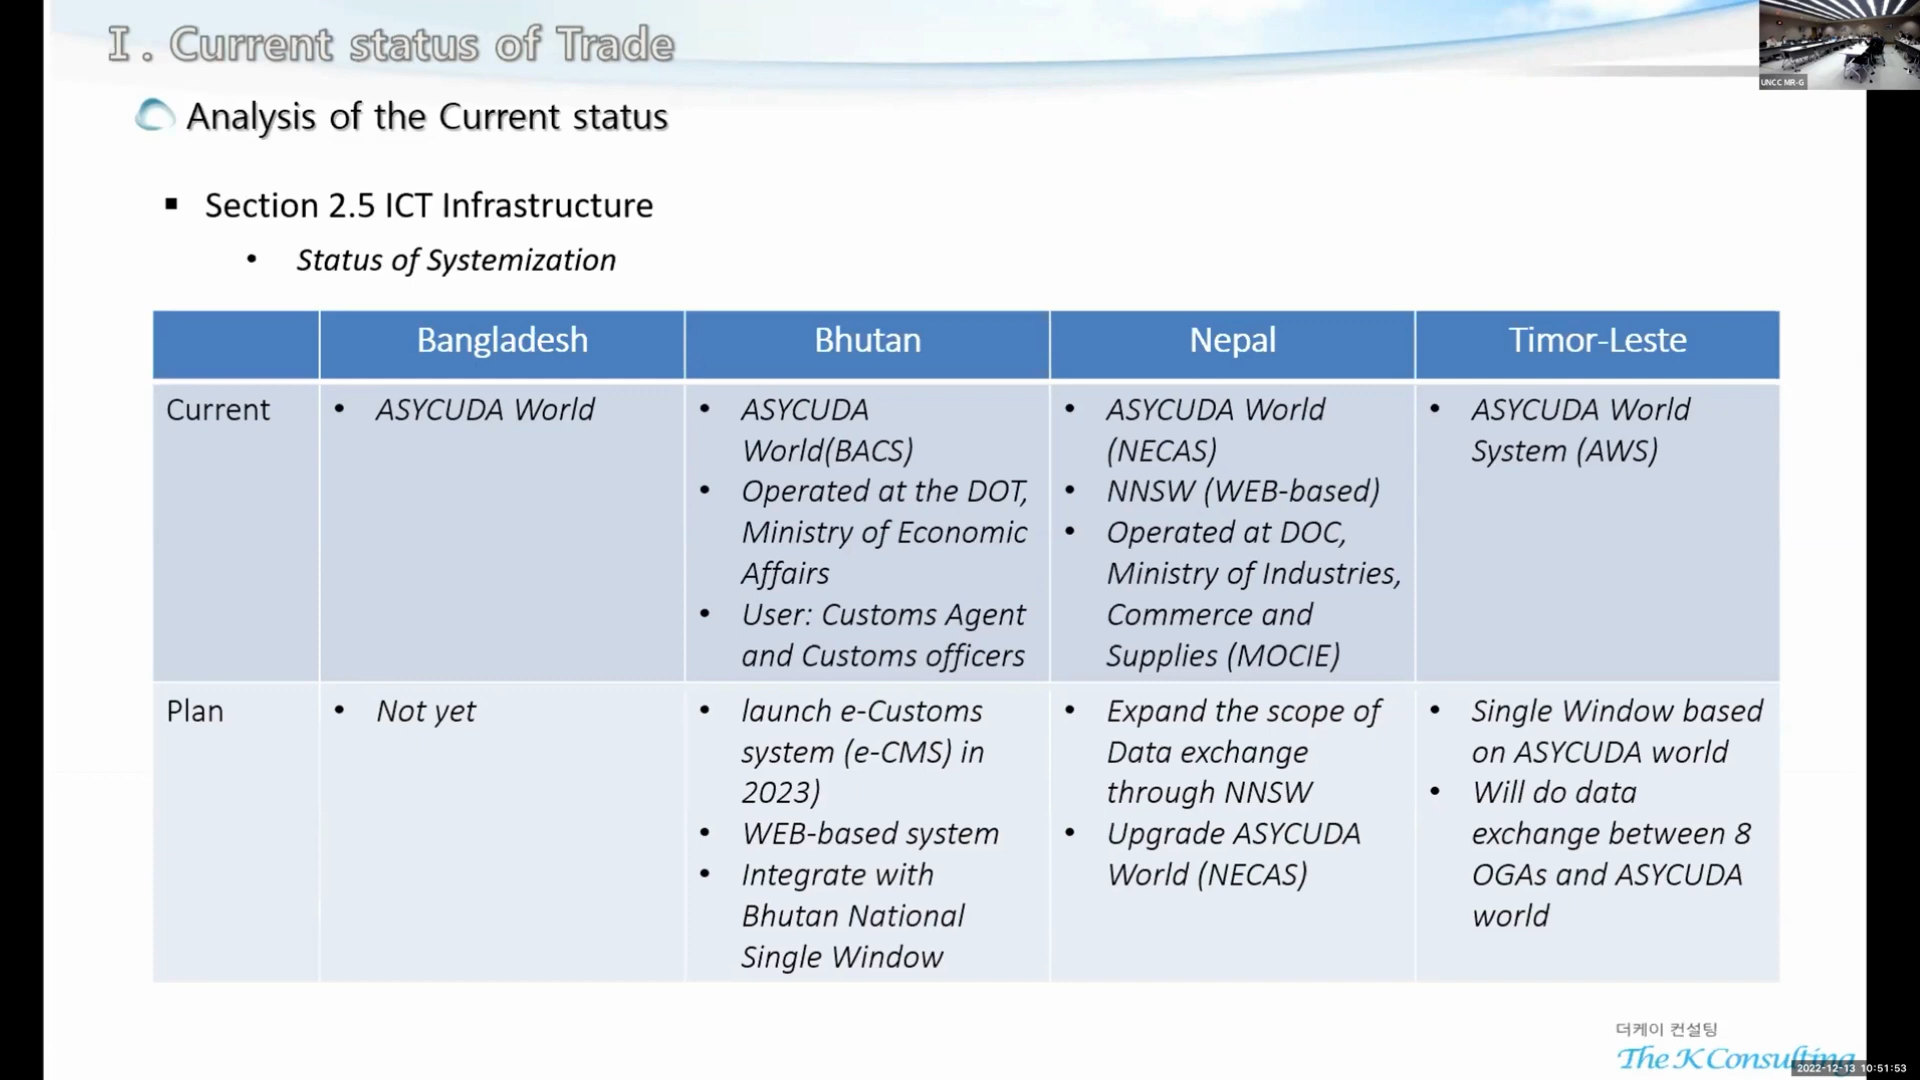 I. Current status of Trade
UNCC MR-G
Analysis of the Current status
Section 2.5 ICT Infrastructure
Status of Systemization
Bangladesh
Bhutan
Nepal
Timor-Leste
Current
ASYCUDA World
ASYCUDA
World(BACS)
Operated at the DOT,
Ministry of Economic
Affairs
User: Customs Agent
and Customs officers
ASYCUDA World
(NECAS)
NNSW (WEB-based)
Operated at DOC,
Ministry of Industries,
Commerce and
Supplies (MOCIE)
ASYCUDA World
System (AWS)
Plan
Not yet
launch e-Customs
system (e-CMS) in
2023)
WEB-based system
Integrate with
Bhutan National
Single Window
Expand the scope of
Data exchange
through NNSW
Upgrade ASYCUDA
World (NECAS)
Single Window based
on ASYCUDA world
Will do data
exchange between 8
OGAs and ASYCUDA
world
더케이 컨설팅
The K Consulting
2022-12-13 10:51:53